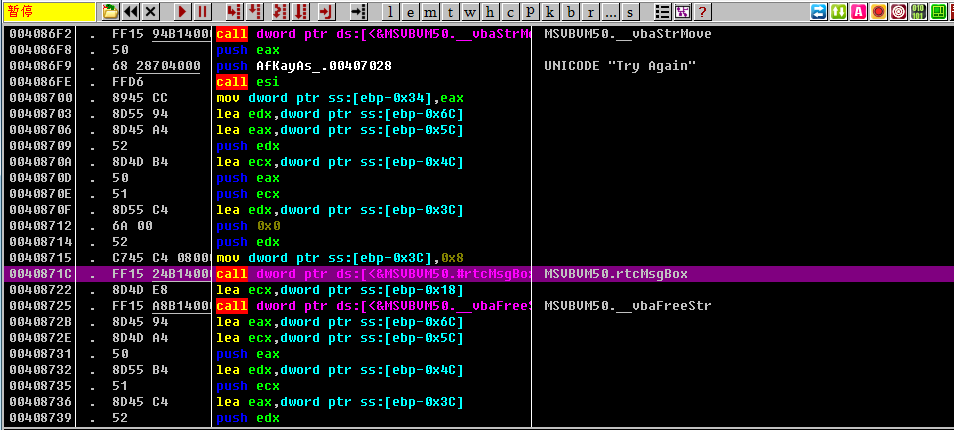 暂停 l e m t w h c p k b r ... s ?
004086F2 . FF15 94B1400 call dword ptr ds:[<&MSVBVM50.__vbaStrMo MSVBVM50.__vbaStrMove
004086F8 . 50 push eax
004086F9 . 68 28704000 push AfKayAs_.00407028 UNICODE "Try Again"
004086FE . FFD6 call esi
00408700 . 8945 CC mov dword ptr ss:[ebp-0x34],eax
00408703 . 8D55 94 lea edx,dword ptr ss:[ebp-0x6C]
00408706 . 8D45 A4 lea eax,dword ptr ss:[ebp-0x5C]
00408709 . 52 push edx
0040870A . 8D4D B4 lea ecx,dword ptr ss:[ebp-0x4C]
0040870D . 50 push eax
0040870E . 51 push ecx
0040870F . 8D55 C4 lea edx,dword ptr ss:[ebp-0x3C]
00408712 . 6A 00 push 0x0
00408714 . 52 push edx
00408715 . C745 C4 0800 mov dword ptr ss:[ebp-0x3C],0x8
0040871C . FF15 24B1400 call dword ptr ds:[<&MSVBVM50.#rtcMsgBo MSVBVM50.rtcMsgBox
00408722 . 8D4D E8 lea ecx,dword ptr ss:[ebp-0x18]
00408725 . FF15 A8B1400 call dword ptr ds:[<&MSVBVM50.__vbaFreeS MSVBVM50.__vbaFreeStr
0040872B . 8D45 94 lea eax,dword ptr ss:[ebp-0x6C]
0040872E . 8D4D A4 lea ecx,dword ptr ss:[ebp-0x5C]
00408731 . 50 push eax
00408732 . 8D55 B4 lea edx,dword ptr ss:[ebp-0x4C]
00408735 . 51 push ecx
00408736 . 8D45 C4 lea eax,dword ptr ss:[ebp-0x3C]
00408739 . 52 push edx